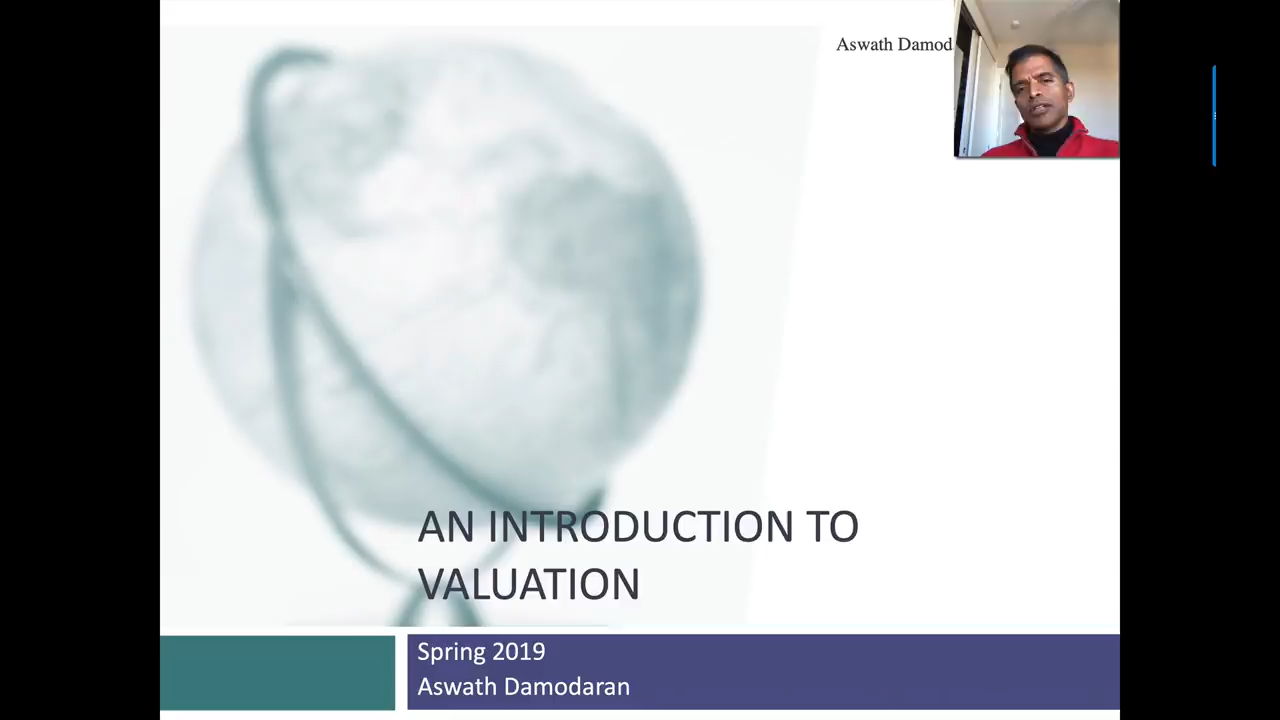 Aswath Damod
AN INTRODUCTION TO
VALUATION
Spring 2019
Aswath Damodaran